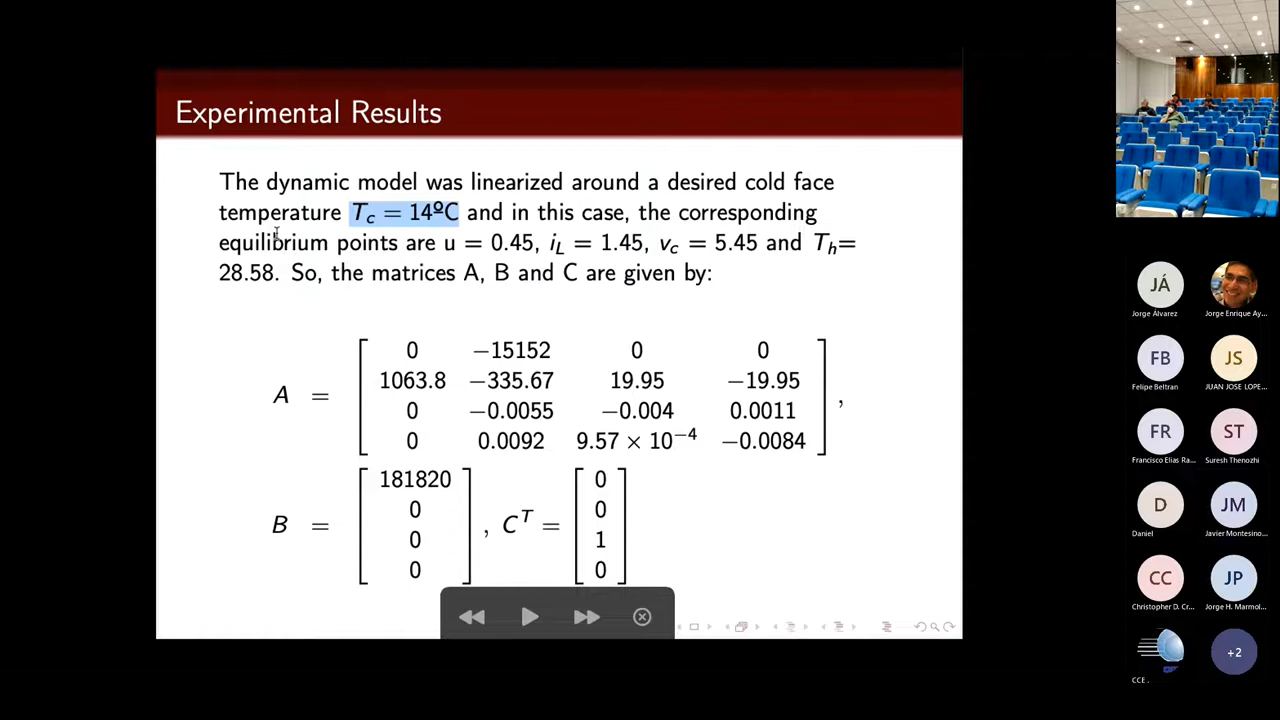 Experimental Results
The dynamic model was linearized around a desired cold face
temperature T_c = 14ºC and in this case, the corresponding
equilibrium points are u = 0.45, i_L = 1.45, v_c = 5.45 and T_h=
28.58. So, the matrices A, B and C are given by:
A = [ 0 −15152 0 0
1063.8 −335.67 19.95 −19.95
0 −0.0055 −0.004 0.0011
0 0.0092 9.57 × 10^−4 −0.0084 ] ,
B = [ 181820 0 0 0 ] , C^T = [ 0 0 1 0 ]
JÁ
Jorge Álvarez
Jorge Enrique Ay...
FB
Felipe Beltran
JS
JUAN JOSE LOPE...
FR
Francisco Elias Ra...
ST
Suresh Thenozhi
D
Daniel
JM
Javier Montesino...
CC
Christopher D. Cr...
JP
Jorge H. Marmol...
CCE .
+2